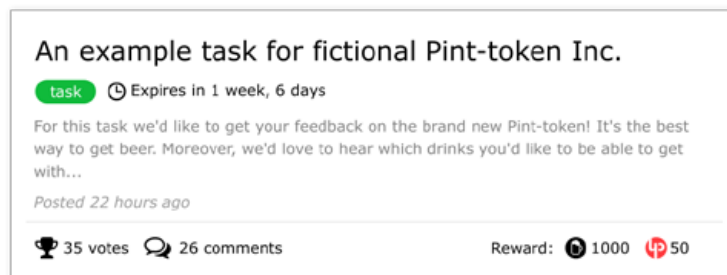 An example task for fictional Pint-token Inc.
task Expires in 1 week, 6 days
For this task we'd like to get your feedback on the brand new Pint-token! It's the best
way to get beer. Moreover, we'd love to hear which drinks you'd like to be able to get
with...
Posted 22 hours ago
35 votes 26 comments Reward: 1000 50